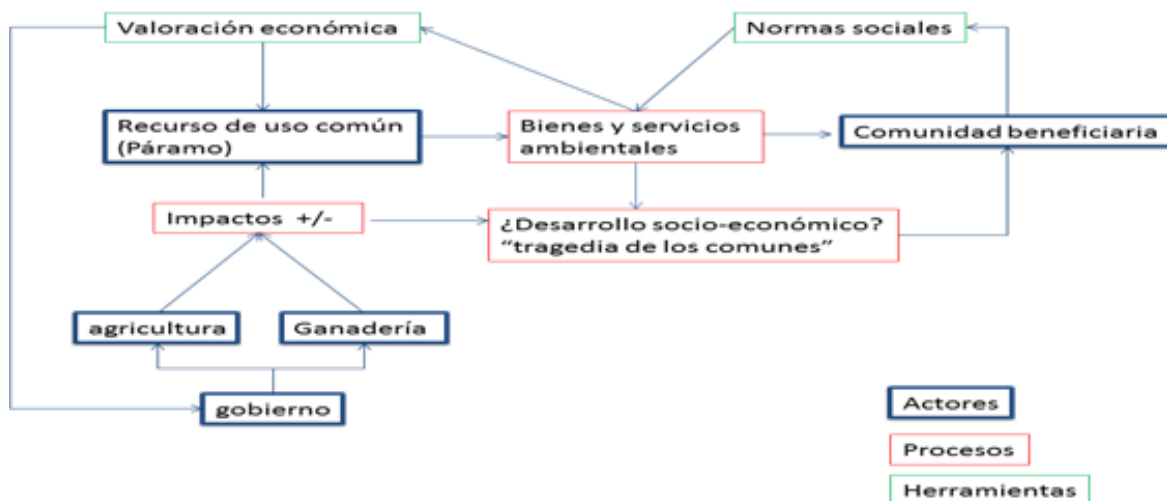 Valoración económica
Normas sociales
Recurso de uso común
(Páramo)
Bienes y servicios
ambientales
Comunidad beneficiaria
Impactos +/-
¿Desarrollo socio-económico?
“tragedia de los comunes”
agricultura
Ganadería
gobierno
Actores
Procesos
Herramientas